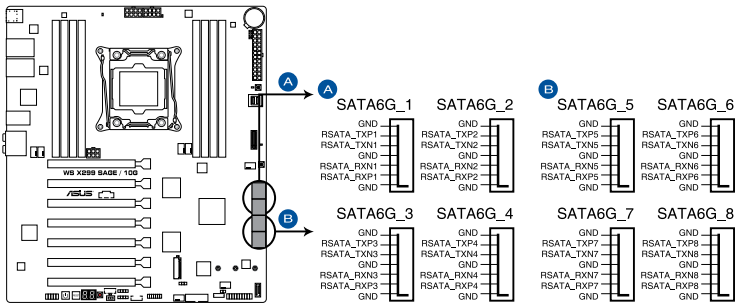 A
A
B
SATA6G_1
GND
RSATA_TXP1
RSATA_TXN1
GND
RSATA_RXN1
RSATA_RXP1
GND
SATA6G_2
GND
RSATA_TXP2
RSATA_TXN2
GND
RSATA_RXN2
RSATA_RXP2
GND
SATA6G_5
GND
RSATA_TXP5
RSATA_TXN5
GND
RSATA_RXN5
RSATA_RXP5
GND
SATA6G_6
GND
RSATA_TXP6
RSATA_TXN6
GND
RSATA_RXN6
RSATA_RXP6
GND
WS X299 SAGE / 10G
ASUS
B
SATA6G_3
GND
RSATA_TXP3
RSATA_TXN3
GND
RSATA_RXN3
RSATA_RXP3
GND
SATA6G_4
GND
RSATA_TXP4
RSATA_TXN4
GND
RSATA_RXN4
RSATA_RXP4
GND
SATA6G_7
GND
RSATA_TXP7
RSATA_TXN7
GND
RSATA_RXN7
RSATA_RXP7
GND
SATA6G_8
GND
RSATA_TXP8
RSATA_TXN8
GND
RSATA_RXN8
RSATA_RXP8
GND
88